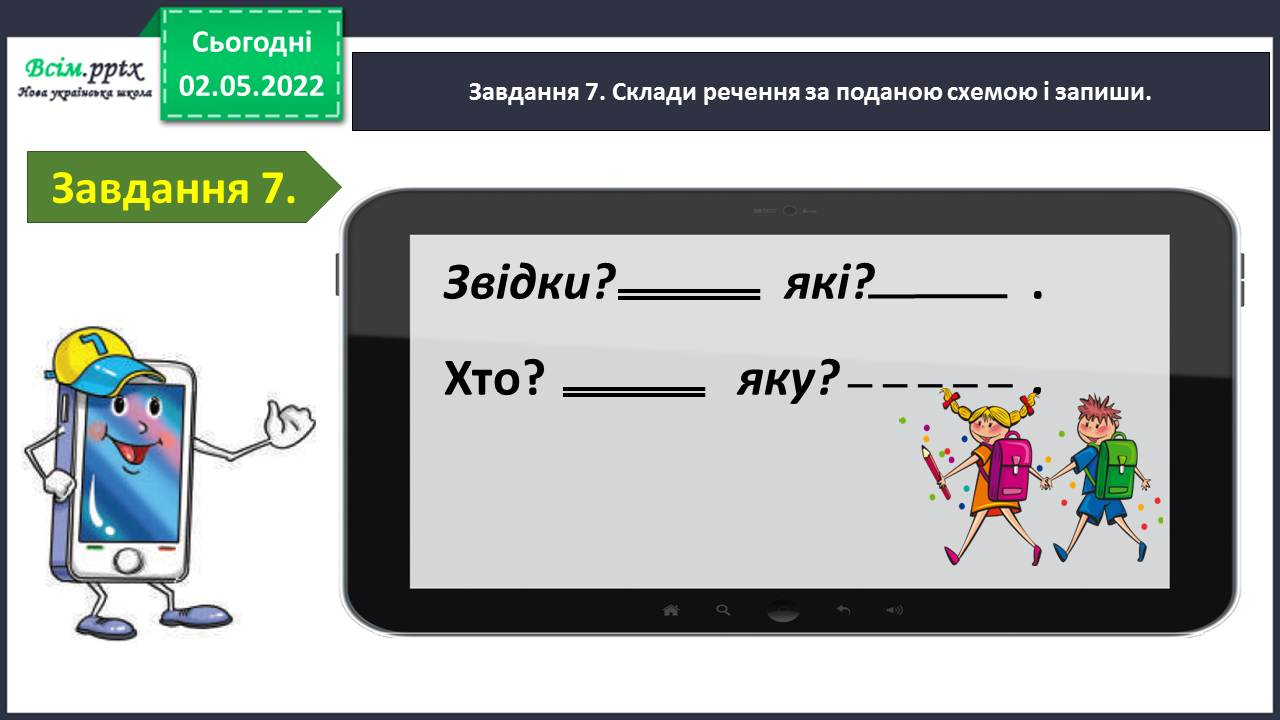 Всім.pptx
Нова українська школа
Сьогодні
02.05.2022
Завдання 7. Склади речення за поданою схемою і запиши.
Завдання 7.
Звідки? які? .
Хто? яку? .